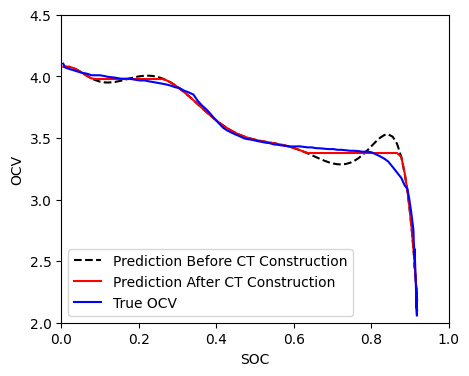 4.5
4.0
3.5
3.0
2.5
2.0
OCV
Prediction Before CT Construction
Prediction After CT Construction
True OCV
0.0 0.2 0.4 0.6 0.8 1.0
SOC